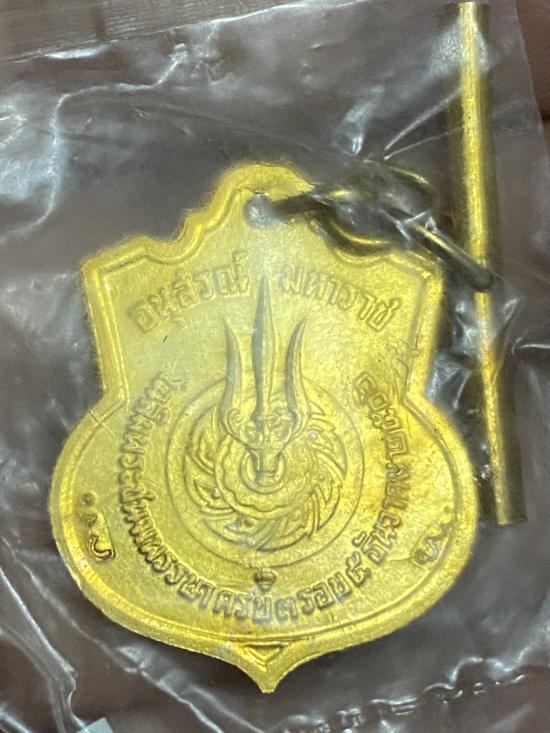 อนุสรณ์ มหาราช
เฉลิมพระชนมพรรษา ครบ ๓ รอบ ๕ ธันวาคม ๒๕๐๖